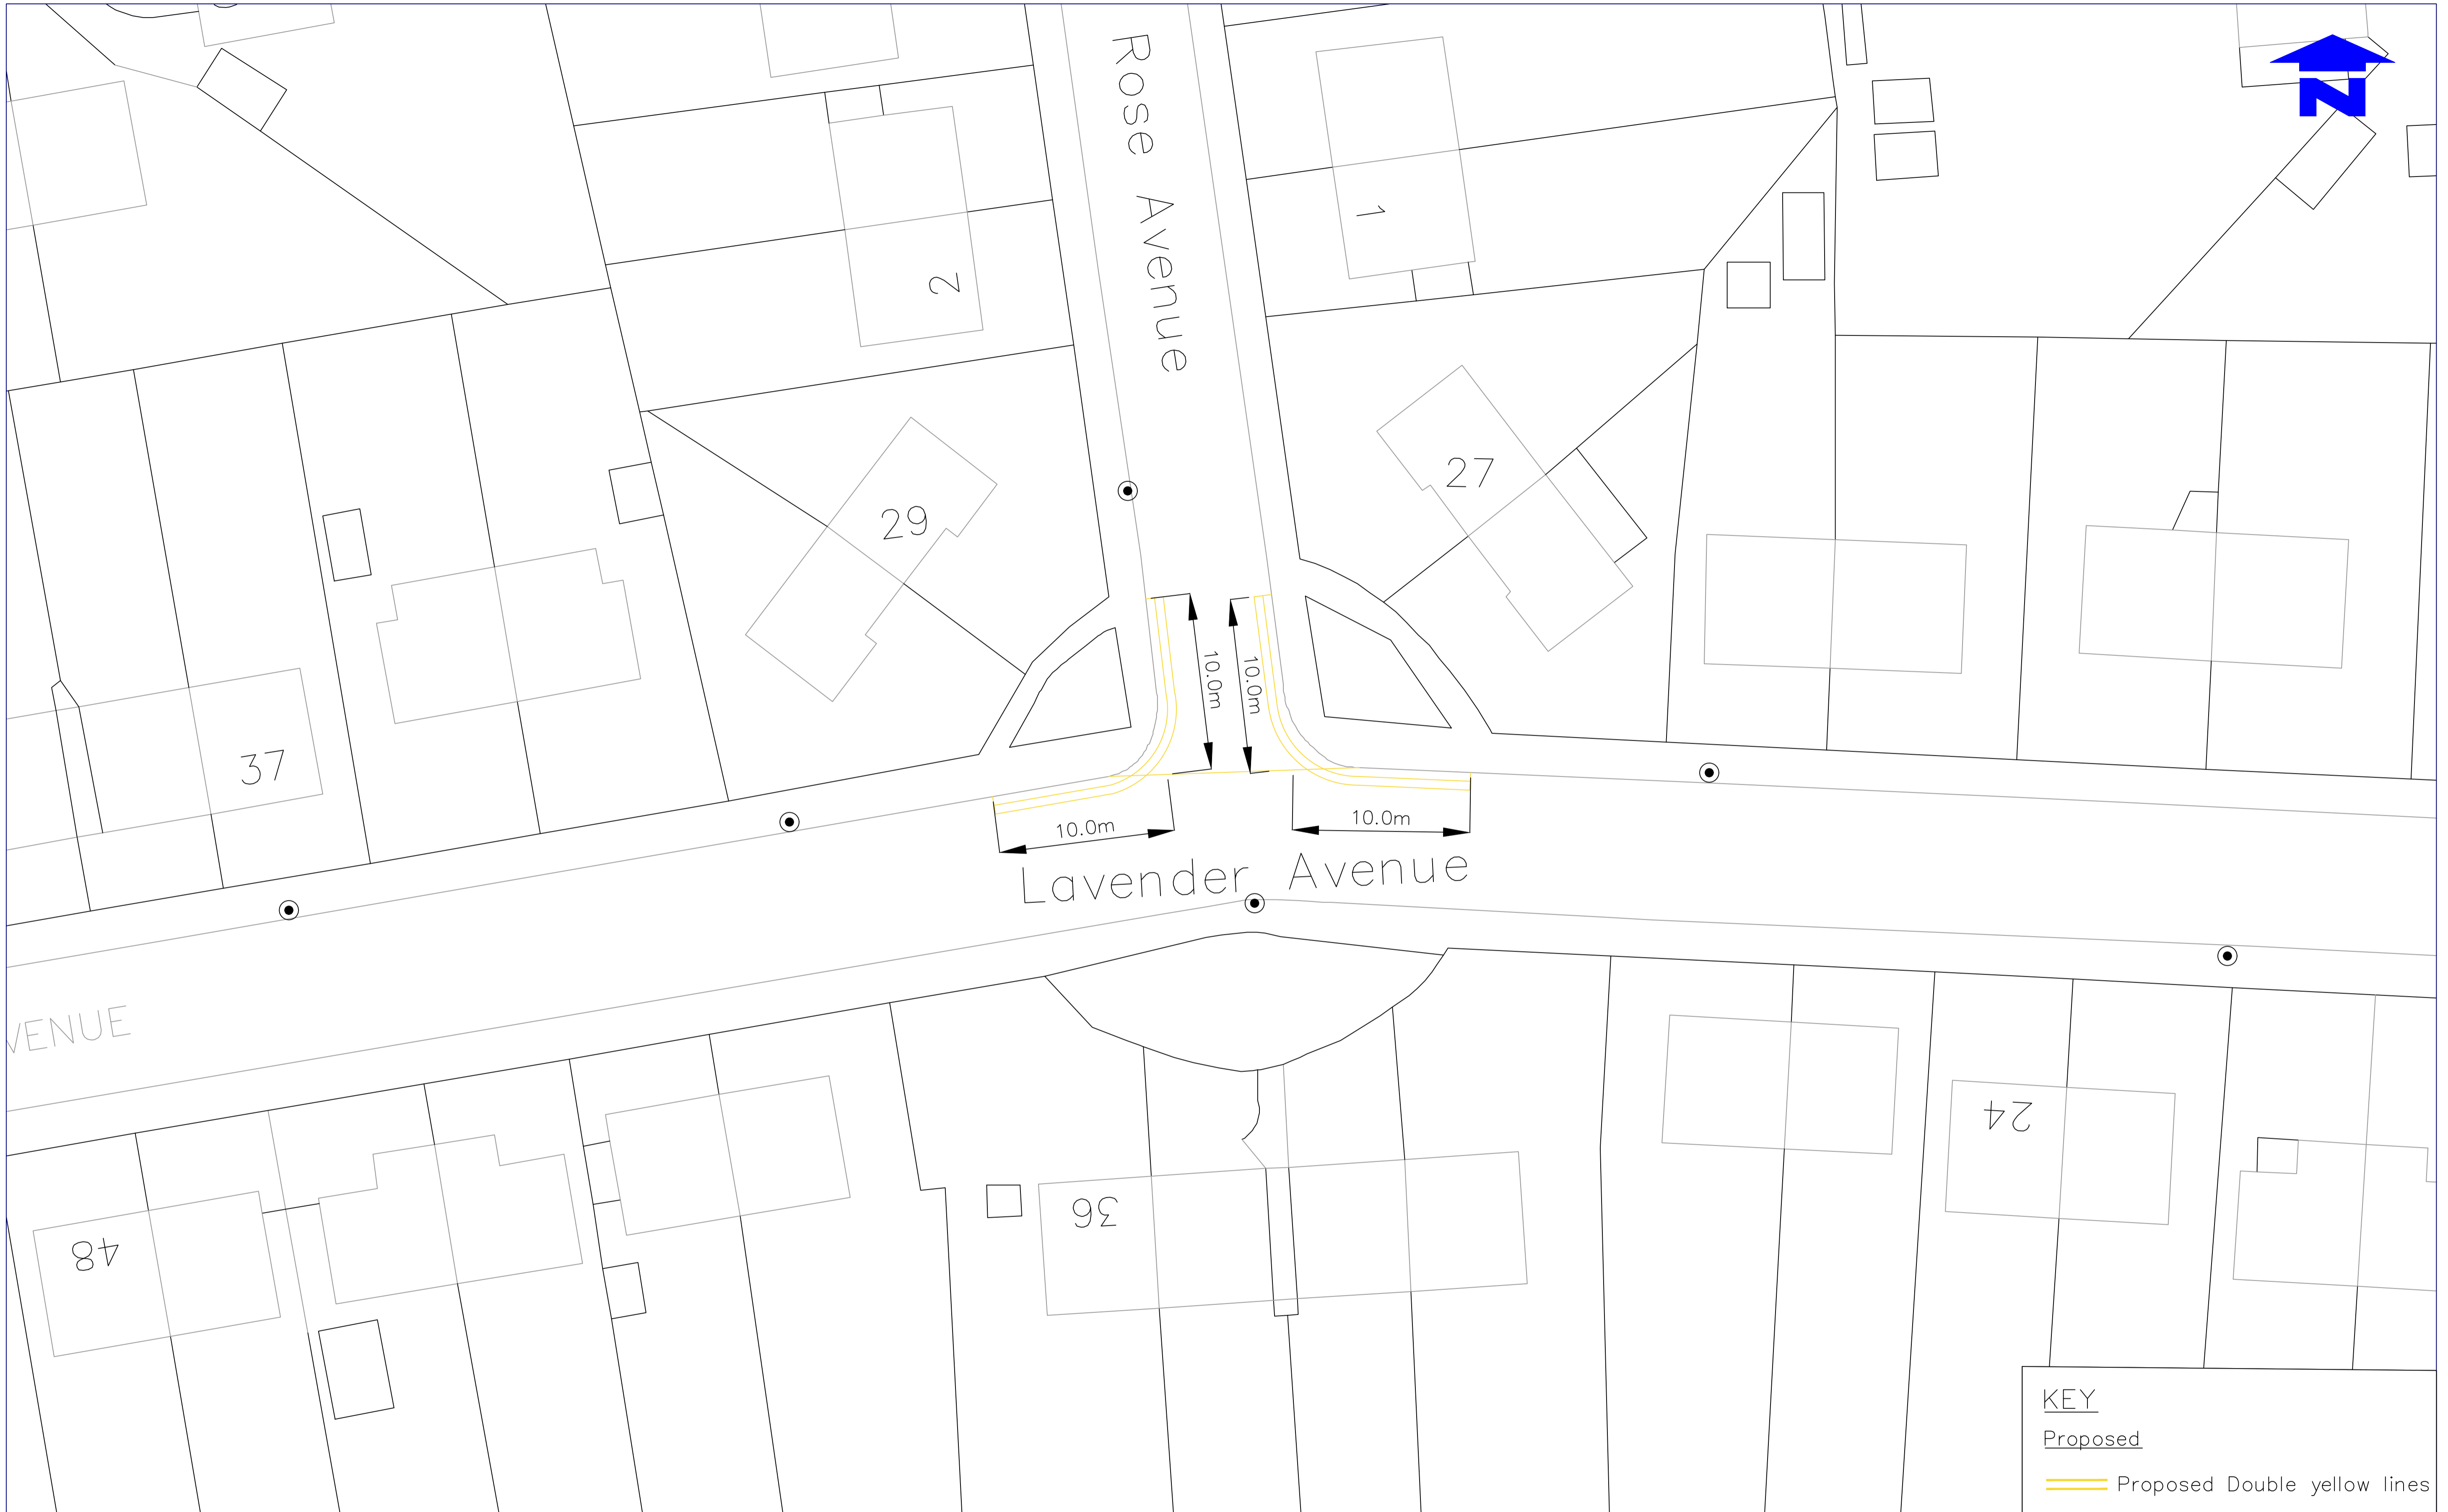 Rose Avenue
N
1
2
27
29
10.0m
10.0m
37
10.0m
10.0m
Lavender Avenue
VENUE
24
36
48
KEY
Proposed
Proposed Double yellow lines